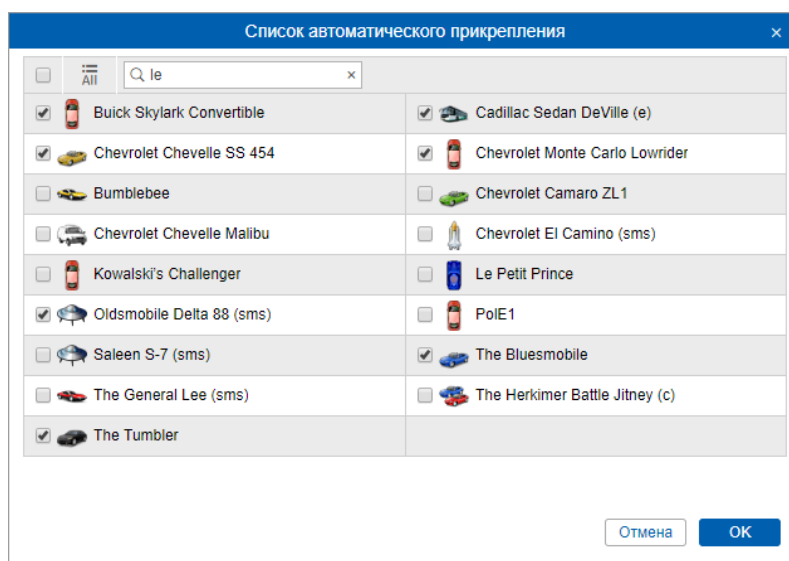 Список автоматического прикрепления
All le
Buick Skylark Convertible Cadillac Sedan DeVille (e)
Chevrolet Chevelle SS 454 Chevrolet Monte Carlo Lowrider
Bumblebee Chevrolet Camaro ZL1
Chevrolet Chevelle Malibu Chevrolet El Camino (sms)
Kowalski's Challenger Le Petit Prince
Oldsmobile Delta 88 (sms) PolE1
Saleen S-7 (sms) The Bluesmobile
The General Lee (sms) The Herkimer Battle Jitney (c)
The Tumbler
Отмена OK